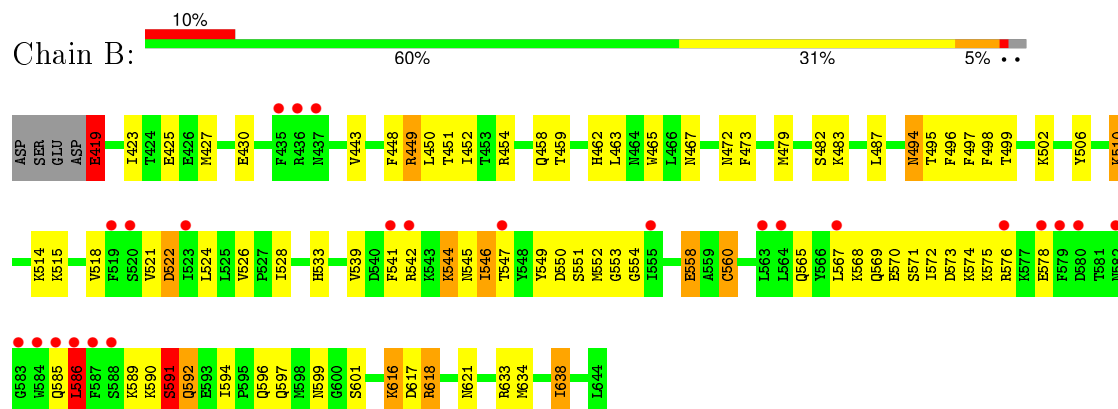 10%
Chain B:
60% 31% 5% • •
ASP SER GLU ASP E419 I423 T424 E425 E426 M427 E430 F435 R436 N437 V443 F448 R449 L450 T451 I452 T453 R454 Q458 T459 H462 L463 N464 W465 L466 N467 N472 F473 M479 S482 K483 L487 N494 T495 F496 F497 F498 T499 K502 Y506
K514 K515 V518 F519 S520 V521 D522 I523 L524 L525 V526 P527 I528 H533 V539 D540 F541 R542 K543 K544 N545 I546 T547 Y548 Y549 D550 S551 M552 G553 G554 I555 E558 A559 C560 L563 L564 Q565 Y566 L567 K568 Q569 E570 S571 I572 D573 K574 K575 R576 K577 E578 F579 D580 T581
G583 W584 Q585 L586 F587 S588 K589 K590 S591 Q592 E593 I594 P595 Q596 Q597 M598 N599 G600 S601 K616 D617 R618 N621 R633 M634 I638 L644